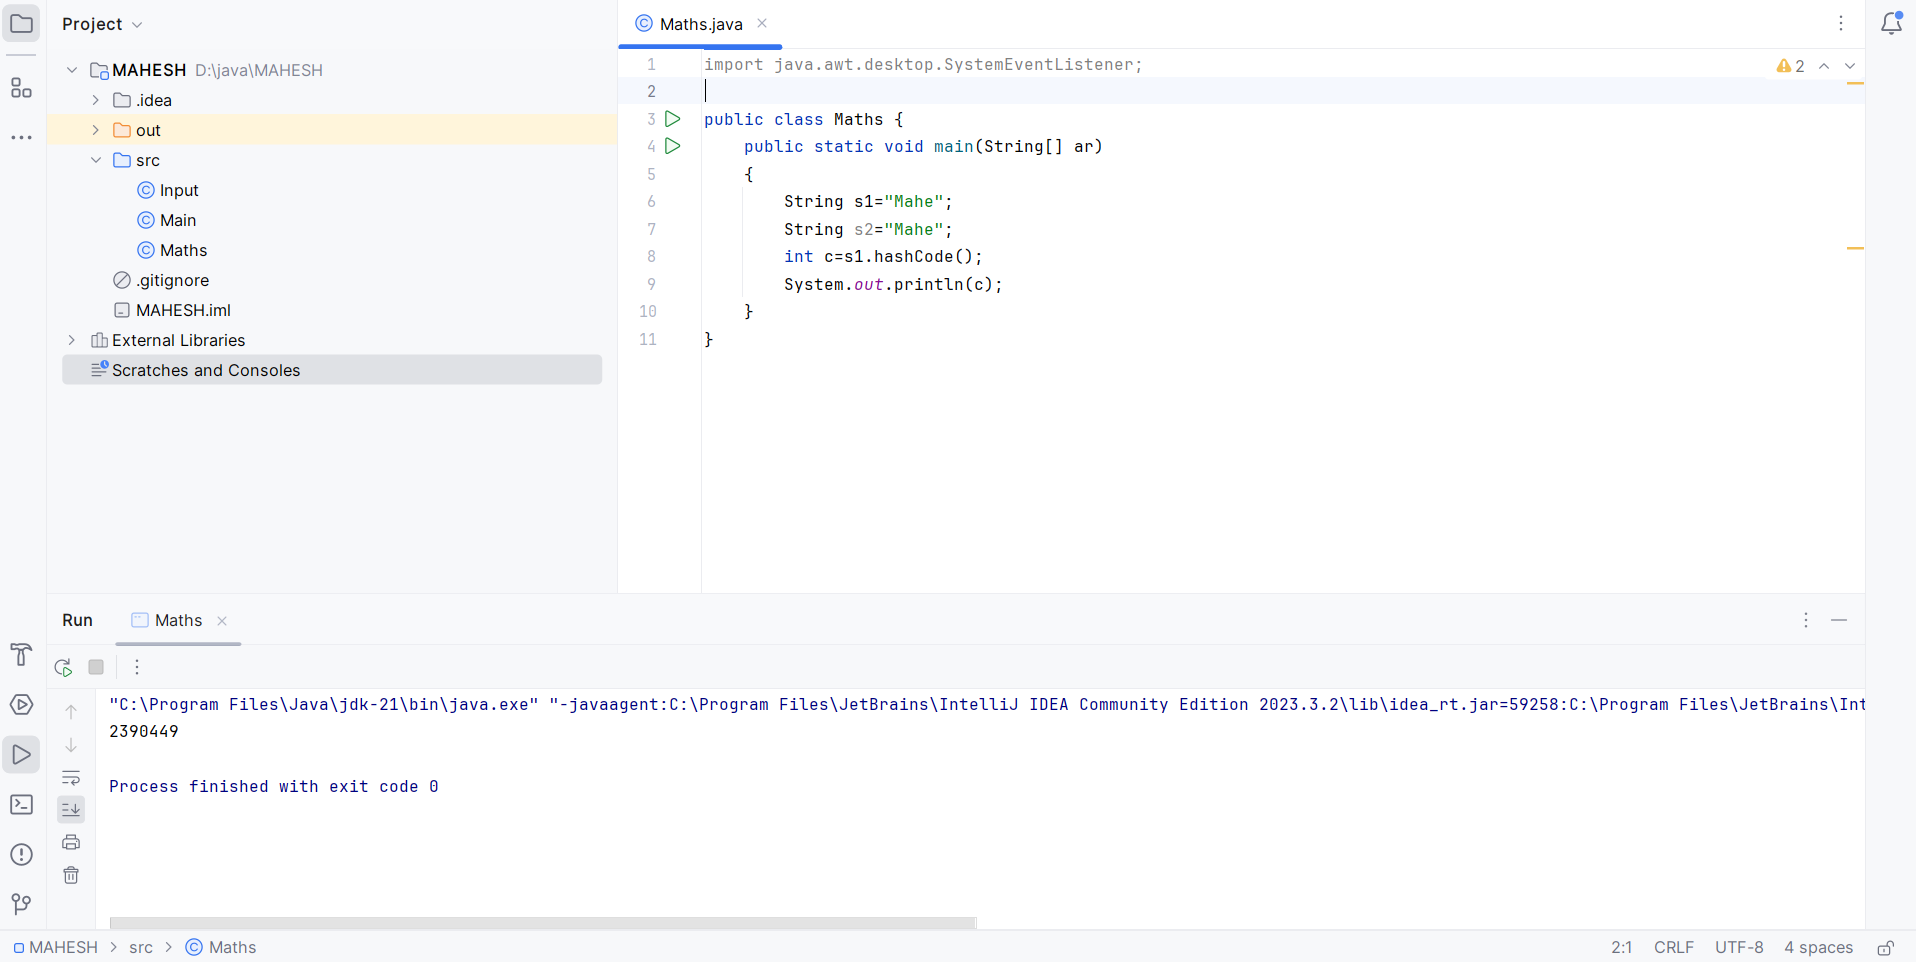 Project
MAHESH D:\java\MAHESH
.idea
out
src
Input
Main
Maths
.gitignore
MAHESH.iml
External Libraries
Scratches and Consoles
Maths.java
2
1 import java.awt.desktop.SystemEventListener;
2
3 public class Maths {
4 public static void main(String[] ar)
5 {
6 String s1="Mahe";
7 String s2="Mahe";
8 int c=s1.hashCode();
9 System.out.println(c);
10 }
11 }
Run Maths
"C:\Program Files\Java\jdk-21\bin\java.exe" "-javaagent:C:\Program Files\JetBrains\IntelliJ IDEA Community Edition 2023.3.2\lib\idea_rt.jar=59258:C:\Program Files\JetBrains\Int
2390449
Process finished with exit code 0
MAHESH > src > Maths
2:1 CRLF UTF-8 4 spaces